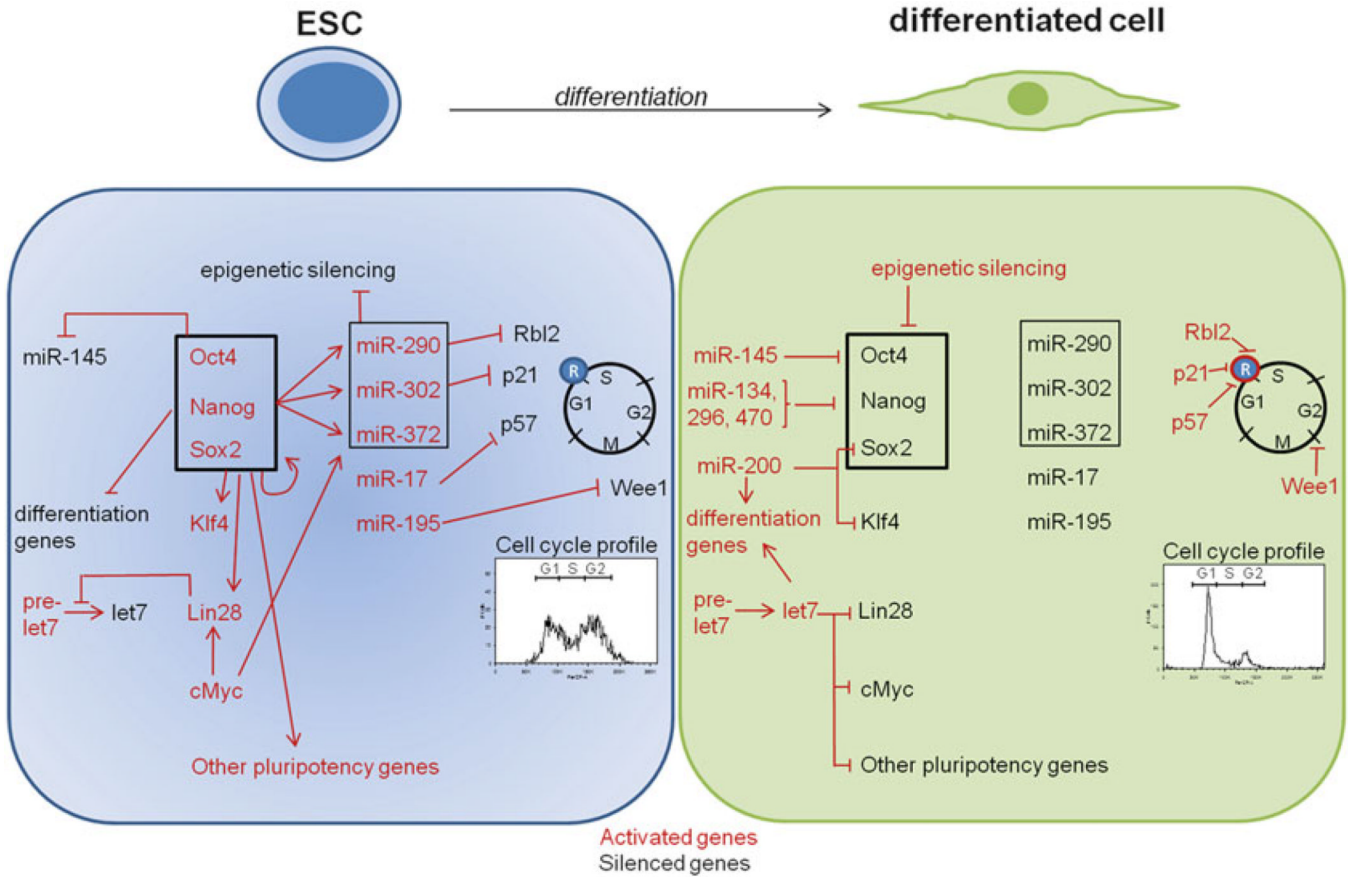 ESC
differentiated cell
differentiation
epigenetic silencing
miR-145
Oct4
Nanog
Sox2
miR-290
miR-302
miR-372
miR-17
miR-195
Rbl2
p21
p57
Wee1
R
S
G1
G2
M
differentiation
genes
Klf4
pre-
let7
let7
Lin28
cMyc
Other pluripotency genes
Cell cycle profile
G1 S G2
epigenetic silencing
miR-145
miR-134,
296, 470
miR-200
differentiation
genes
pre-
let7
let7
Oct4
Nanog
Sox2
Klf4
Lin28
cMyc
Other pluripotency genes
miR-290
miR-302
miR-372
miR-17
miR-195
Rbl2
p21
p57
R
S
G1
G2
M
Wee1
Cell cycle profile
G1 S G2
Activated genes
Silenced genes